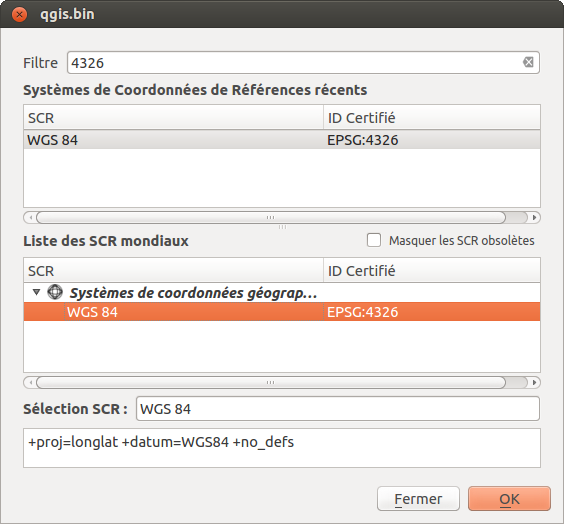 qgis.bin
Filtre 4326
Systèmes de Coordonnées de Références récents
SCR ID Certifié
WGS 84 EPSG:4326
Liste des SCR mondiaux Masquer les SCR obsolètes
SCR ID Certifié
Systèmes de coordonnées géograp...
WGS 84 EPSG:4326
Sélection SCR : WGS 84
+proj=longlat +datum=WGS84 +no_defs
Fermer OK